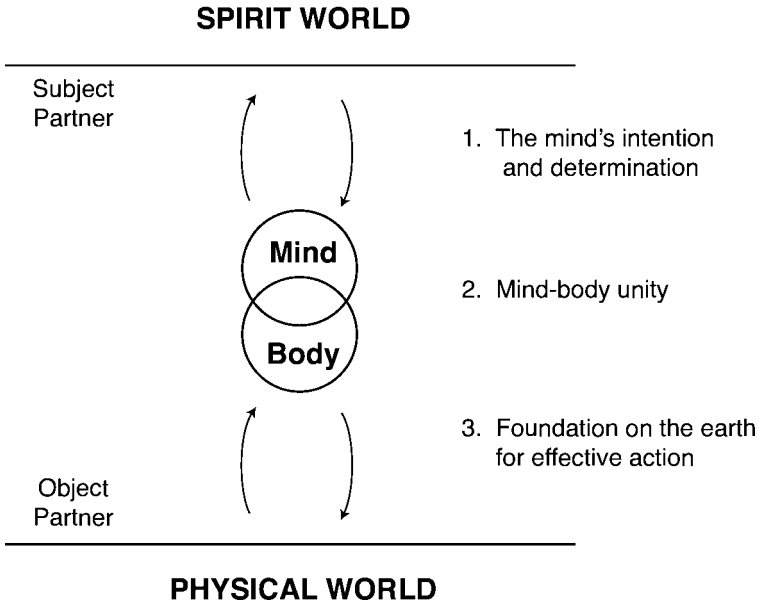 SPIRIT WORLD
Subject
Partner
1. The mind's intention
and determination
Mind
2. Mind-body unity
Body
3. Foundation on the earth
for effective action
Object
Partner
PHYSICAL WORLD